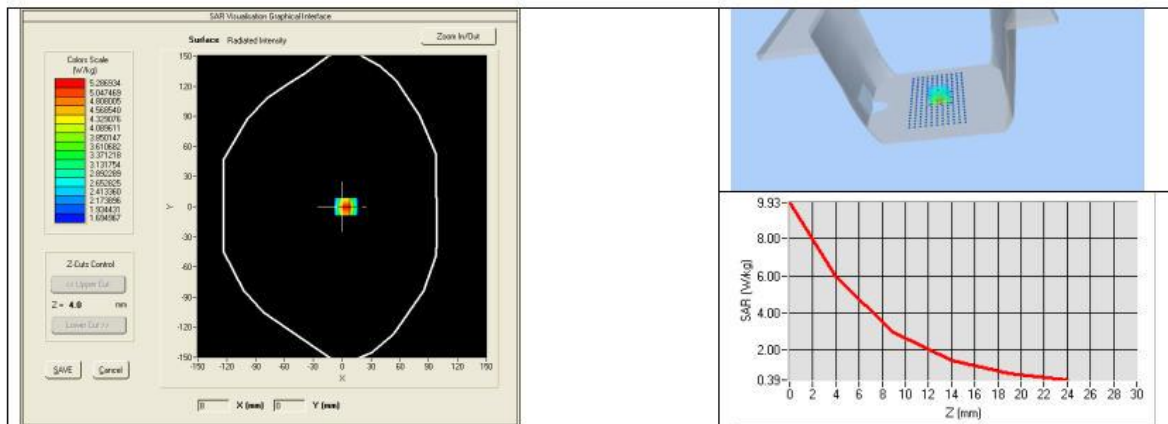 SAR Visualisation Graphical Interface
Surface Radiated Intensity
Zoom In/Out
Colors Scale
(W/kg)
5.286934
5.047469
4.808005
4.568540
4.329076
4.089611
3.850147
3.610682
3.371218
3.131754
2.892289
2.652825
2.413360
2.173896
1.934431
1.694967
Z-Cuts Control
<< Upper Cut
Z = 4.0 mm
Lower Cut >>
SAVE Cancel
150
120
90
60
30
0
-30
-60
-90
-120
-150
Y
-150 -120 -90 -60 -30 0 30 60 90 120 150
X
X (mm) 0 Y (mm)
9.93
8.00
6.00
4.00
2.00
0.39
SAR (W/kg)
0 2 4 6 8 10 12 14 16 18 20 22 24 26 28 30
Z (mm)